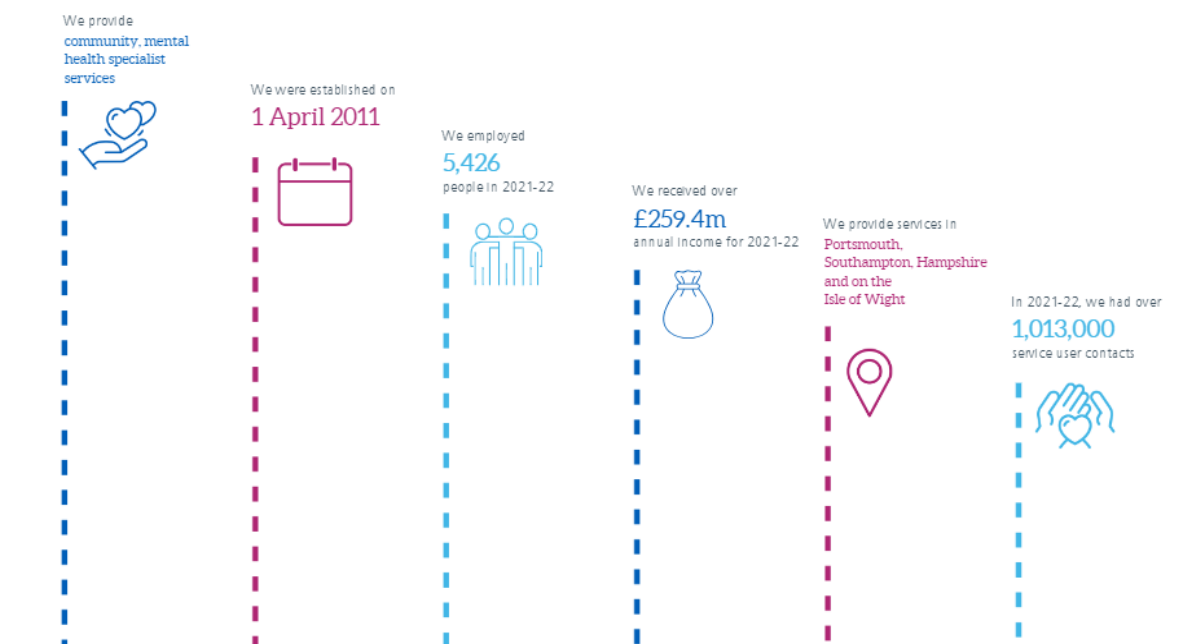 We provide
community, mental
health specialist
services
We were established on
1 April 2011
We employed
5,426
people in 2021-22
We received over
£259.4m
annual income for 2021-22
We provide services in
Portsmouth,
Southampton, Hampshire
and on the
Isle of Wight
In 2021-22, we had over
1,013,000
service user contacts